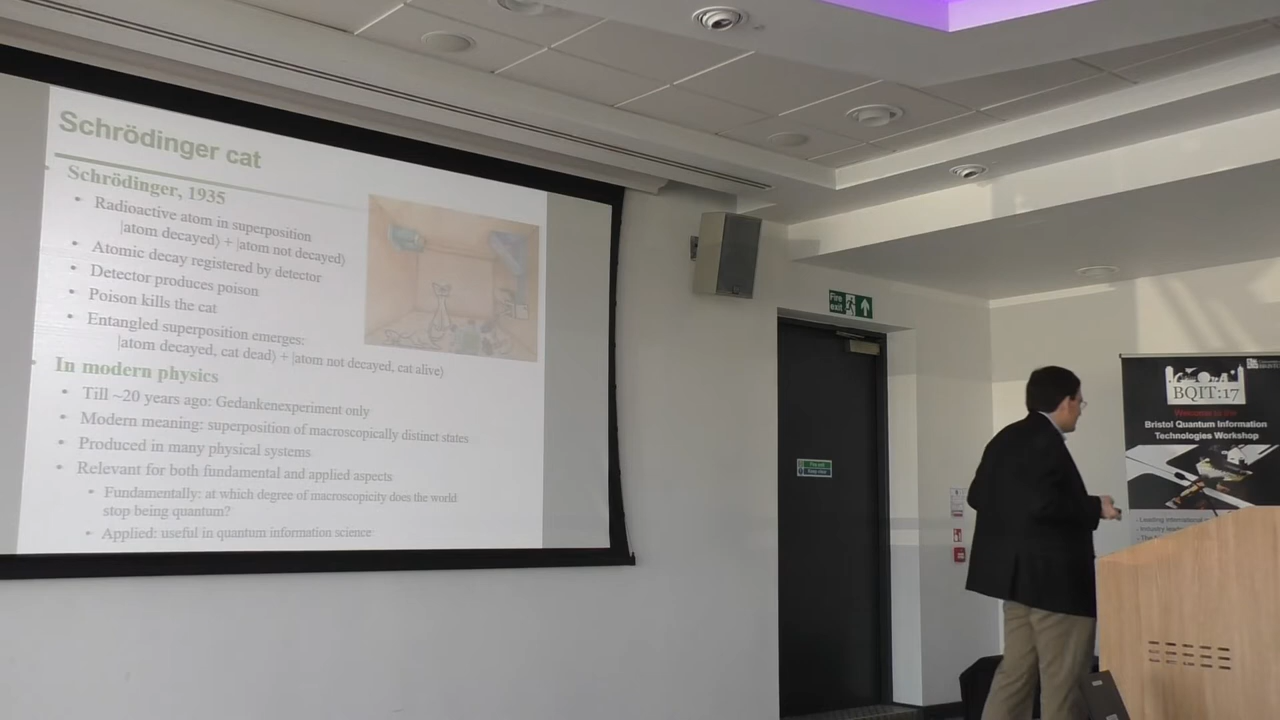 Schrödinger cat
Schrödinger, 1935
• Radioactive atom in superposition
|atom decayed⟩ + |atom not decayed⟩
• Atomic decay registered by detector
• Detector produces poison
• Poison kills the cat
• Entangled superposition emerges:
|atom decayed, cat dead⟩ + |atom not decayed, cat alive⟩
In modern physics
• Till ~20 years ago: Gedankenexperiment only
• Modern meaning: superposition of macroscopically distinct states
• Produced in many physical systems
• Relevant for both fundamental and applied aspects
• Fundamentally: at which degree of macroscopicity does the world
stop being quantum?
• Applied: useful in quantum information science
Fire
exit
BQIT:17
Welcome to the
Bristol Quantum Information
Technologies Workshop
- Leading international
- Industry
- The